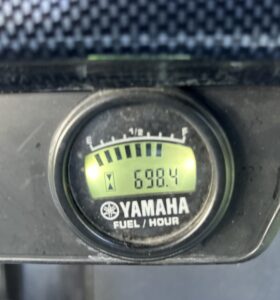 E 1/2 F
698.4
YAMAHA
FUEL / HOUR